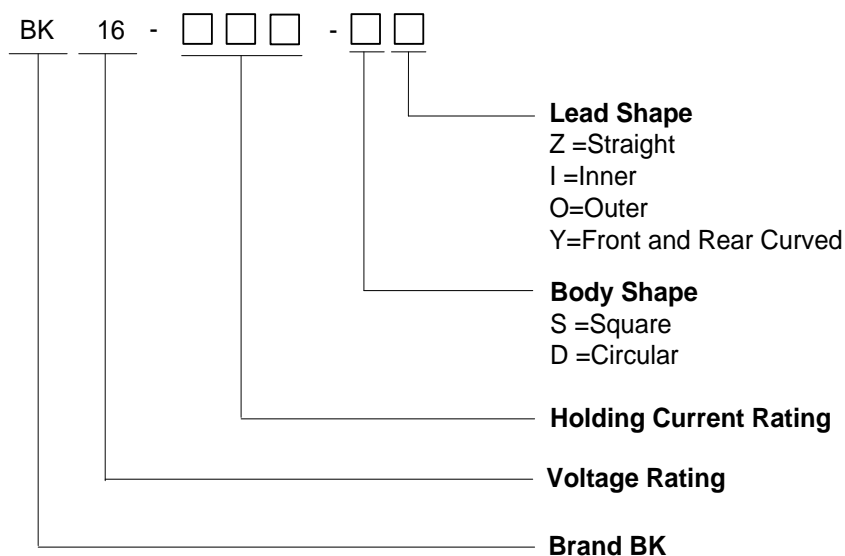 BK 16 - □ □ □ - □ □
Lead Shape
Z =Straight
I =Inner
O=Outer
Y=Front and Rear Curved
Body Shape
S =Square
D =Circular
Holding Current Rating
Voltage Rating
Brand BK